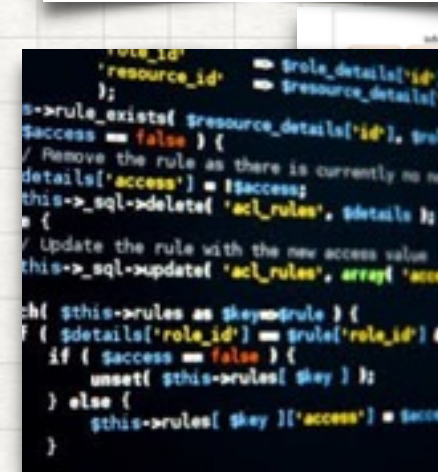 'role_id' => $role_details['id'
'resource_id' => $resource_details[
);
s->rule_exists( $resource_details['id'],
$access == false ) {
/ Remove the rule as there is currently no
details['access'] = !$access;
this->_sql->delete( 'acl_rules', $details );
e {
/ Update the rule with the new access value
this->_sql->update( 'acl_rules', array(
ch( $this->rules as $key=>$rule ) {
f ( $details['role_id'] == $rule['role_id']
if ( $access == false ) {
unset( $this->rules[ $key ] );
} else {
$this->rules[ $key ]['access'] =
}